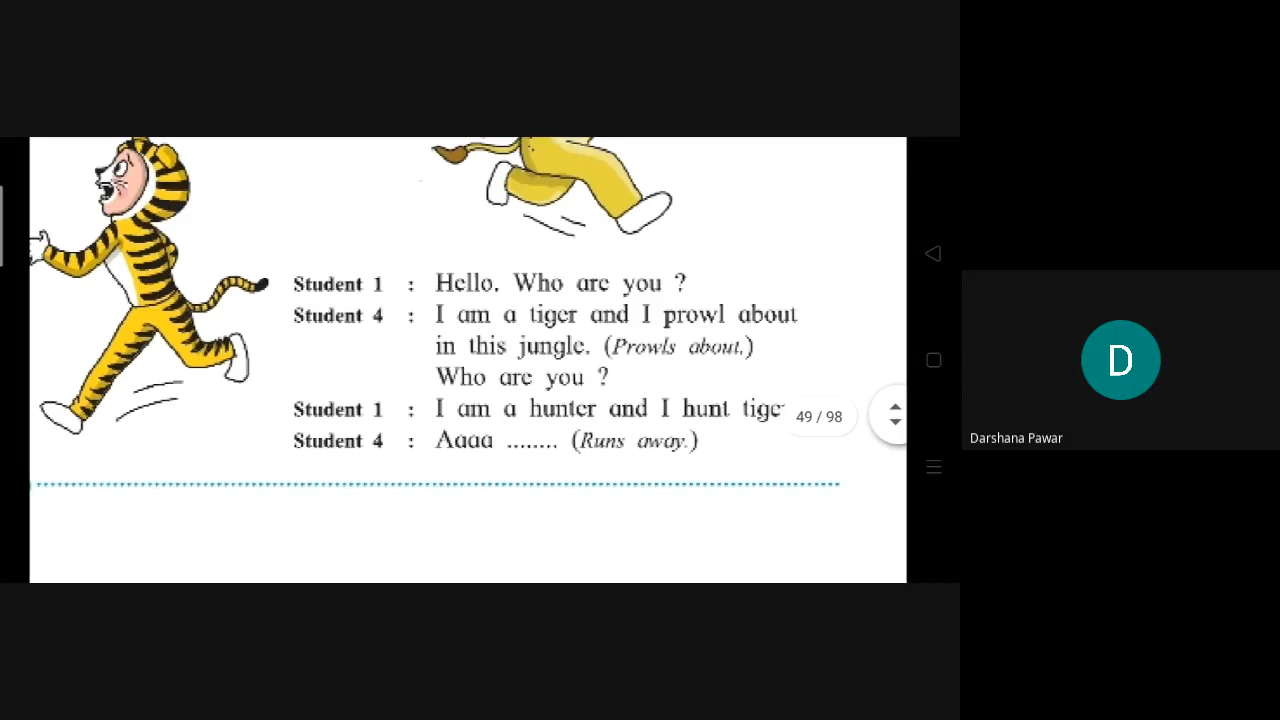 Student 1 : Hello. Who are you ?
Student 4 : I am a tiger and I prowl about
in this jungle. (Prowls about.)
Who are you ?
Student 1 : I am a hunter and I hunt
49 / 98
Student 4 : Aaaa ........ (Runs away.)
D
Darshana Pawar